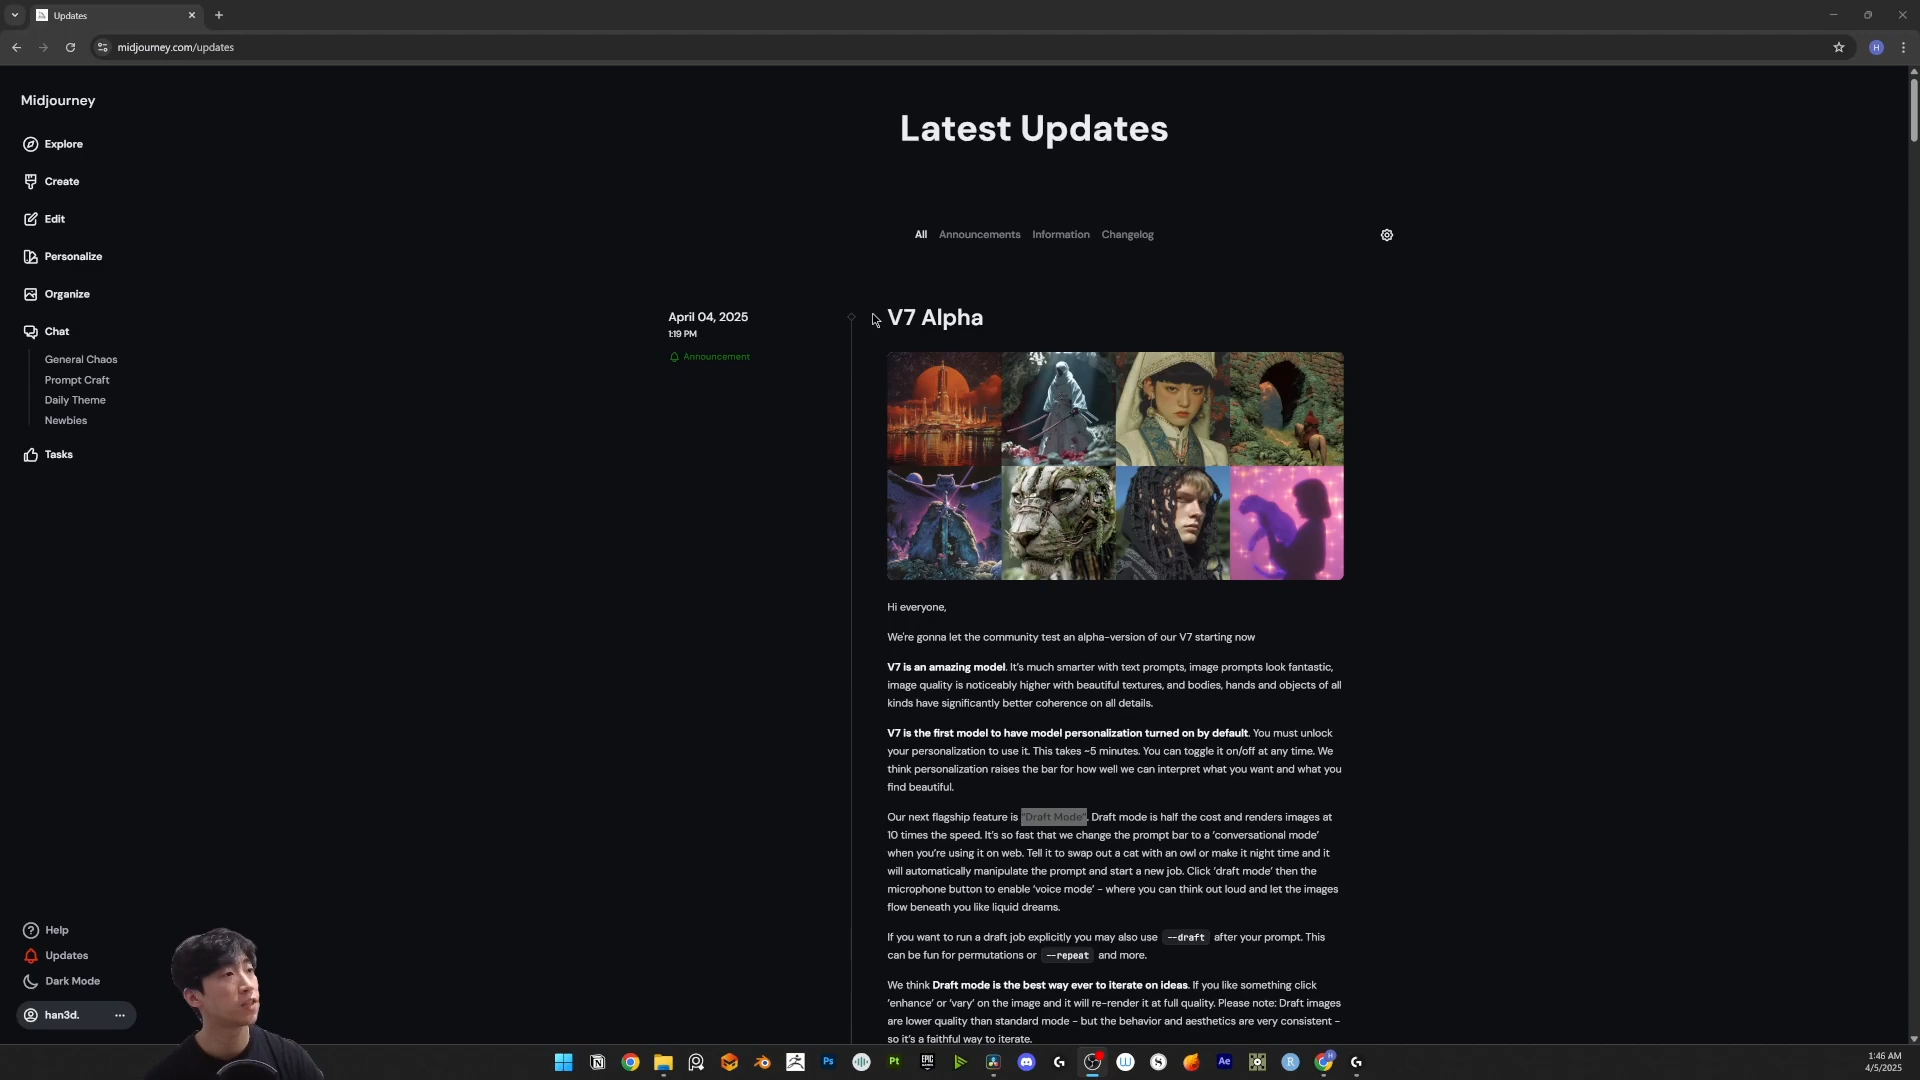 Updates
midjourney.com/updates
H
Midjourney
Explore
Create
Edit
Personalize
Organize
Chat
General Chaos
Prompt Craft
Daily Theme
Newbies
Tasks
Help
Updates
Dark Mode
han3d.
Latest Updates
All Announcements Information Changelog
April 04, 2025
1:19 PM
Announcement
V7 Alpha
Hi everyone,
We're gonna let the community test an alpha-version of our V7 starting now
V7 is an amazing model. It's much smarter with text prompts, image prompts look fantastic,
image quality is noticeably higher with beautiful textures, and bodies, hands and objects of all
kinds have significantly better coherence on all details.
V7 is the first model to have model personalization turned on by default. You must unlock
your personalization to use it. This takes ~5 minutes. You can toggle it on/off at any time. We
think personalization raises the bar for how well we can interpret what you want and what you
find beautiful.
Our next flagship feature is “Draft Mode”. Draft mode is half the cost and renders images at
10 times the speed. It's so fast that we change the prompt bar to a ‘conversational mode’
when you're using it on web. Tell it to swap out a cat with an owl or make it night time and it
will automatically manipulate the prompt and start a new job. Click ‘draft mode’ then the
microphone button to enable ‘voice mode’ – where you can think out loud and let the images
flow beneath you like liquid dreams.
If you want to run a draft job explicitly you may also use --draft after your prompt. This
can be fun for permutations or --repeat and more.
We think Draft mode is the best way ever to iterate on ideas. If you like something click
‘enhance’ or ‘vary’ on the image and it will re-render it at full quality. Please note: Draft images
are lower quality than standard mode – but the behavior and aesthetics are very consistent –
so it's a faithful way to iterate.
Ps
Pt
EPIC
GAMES
W
S
Ae
R
1:46 AM
4/5/2025